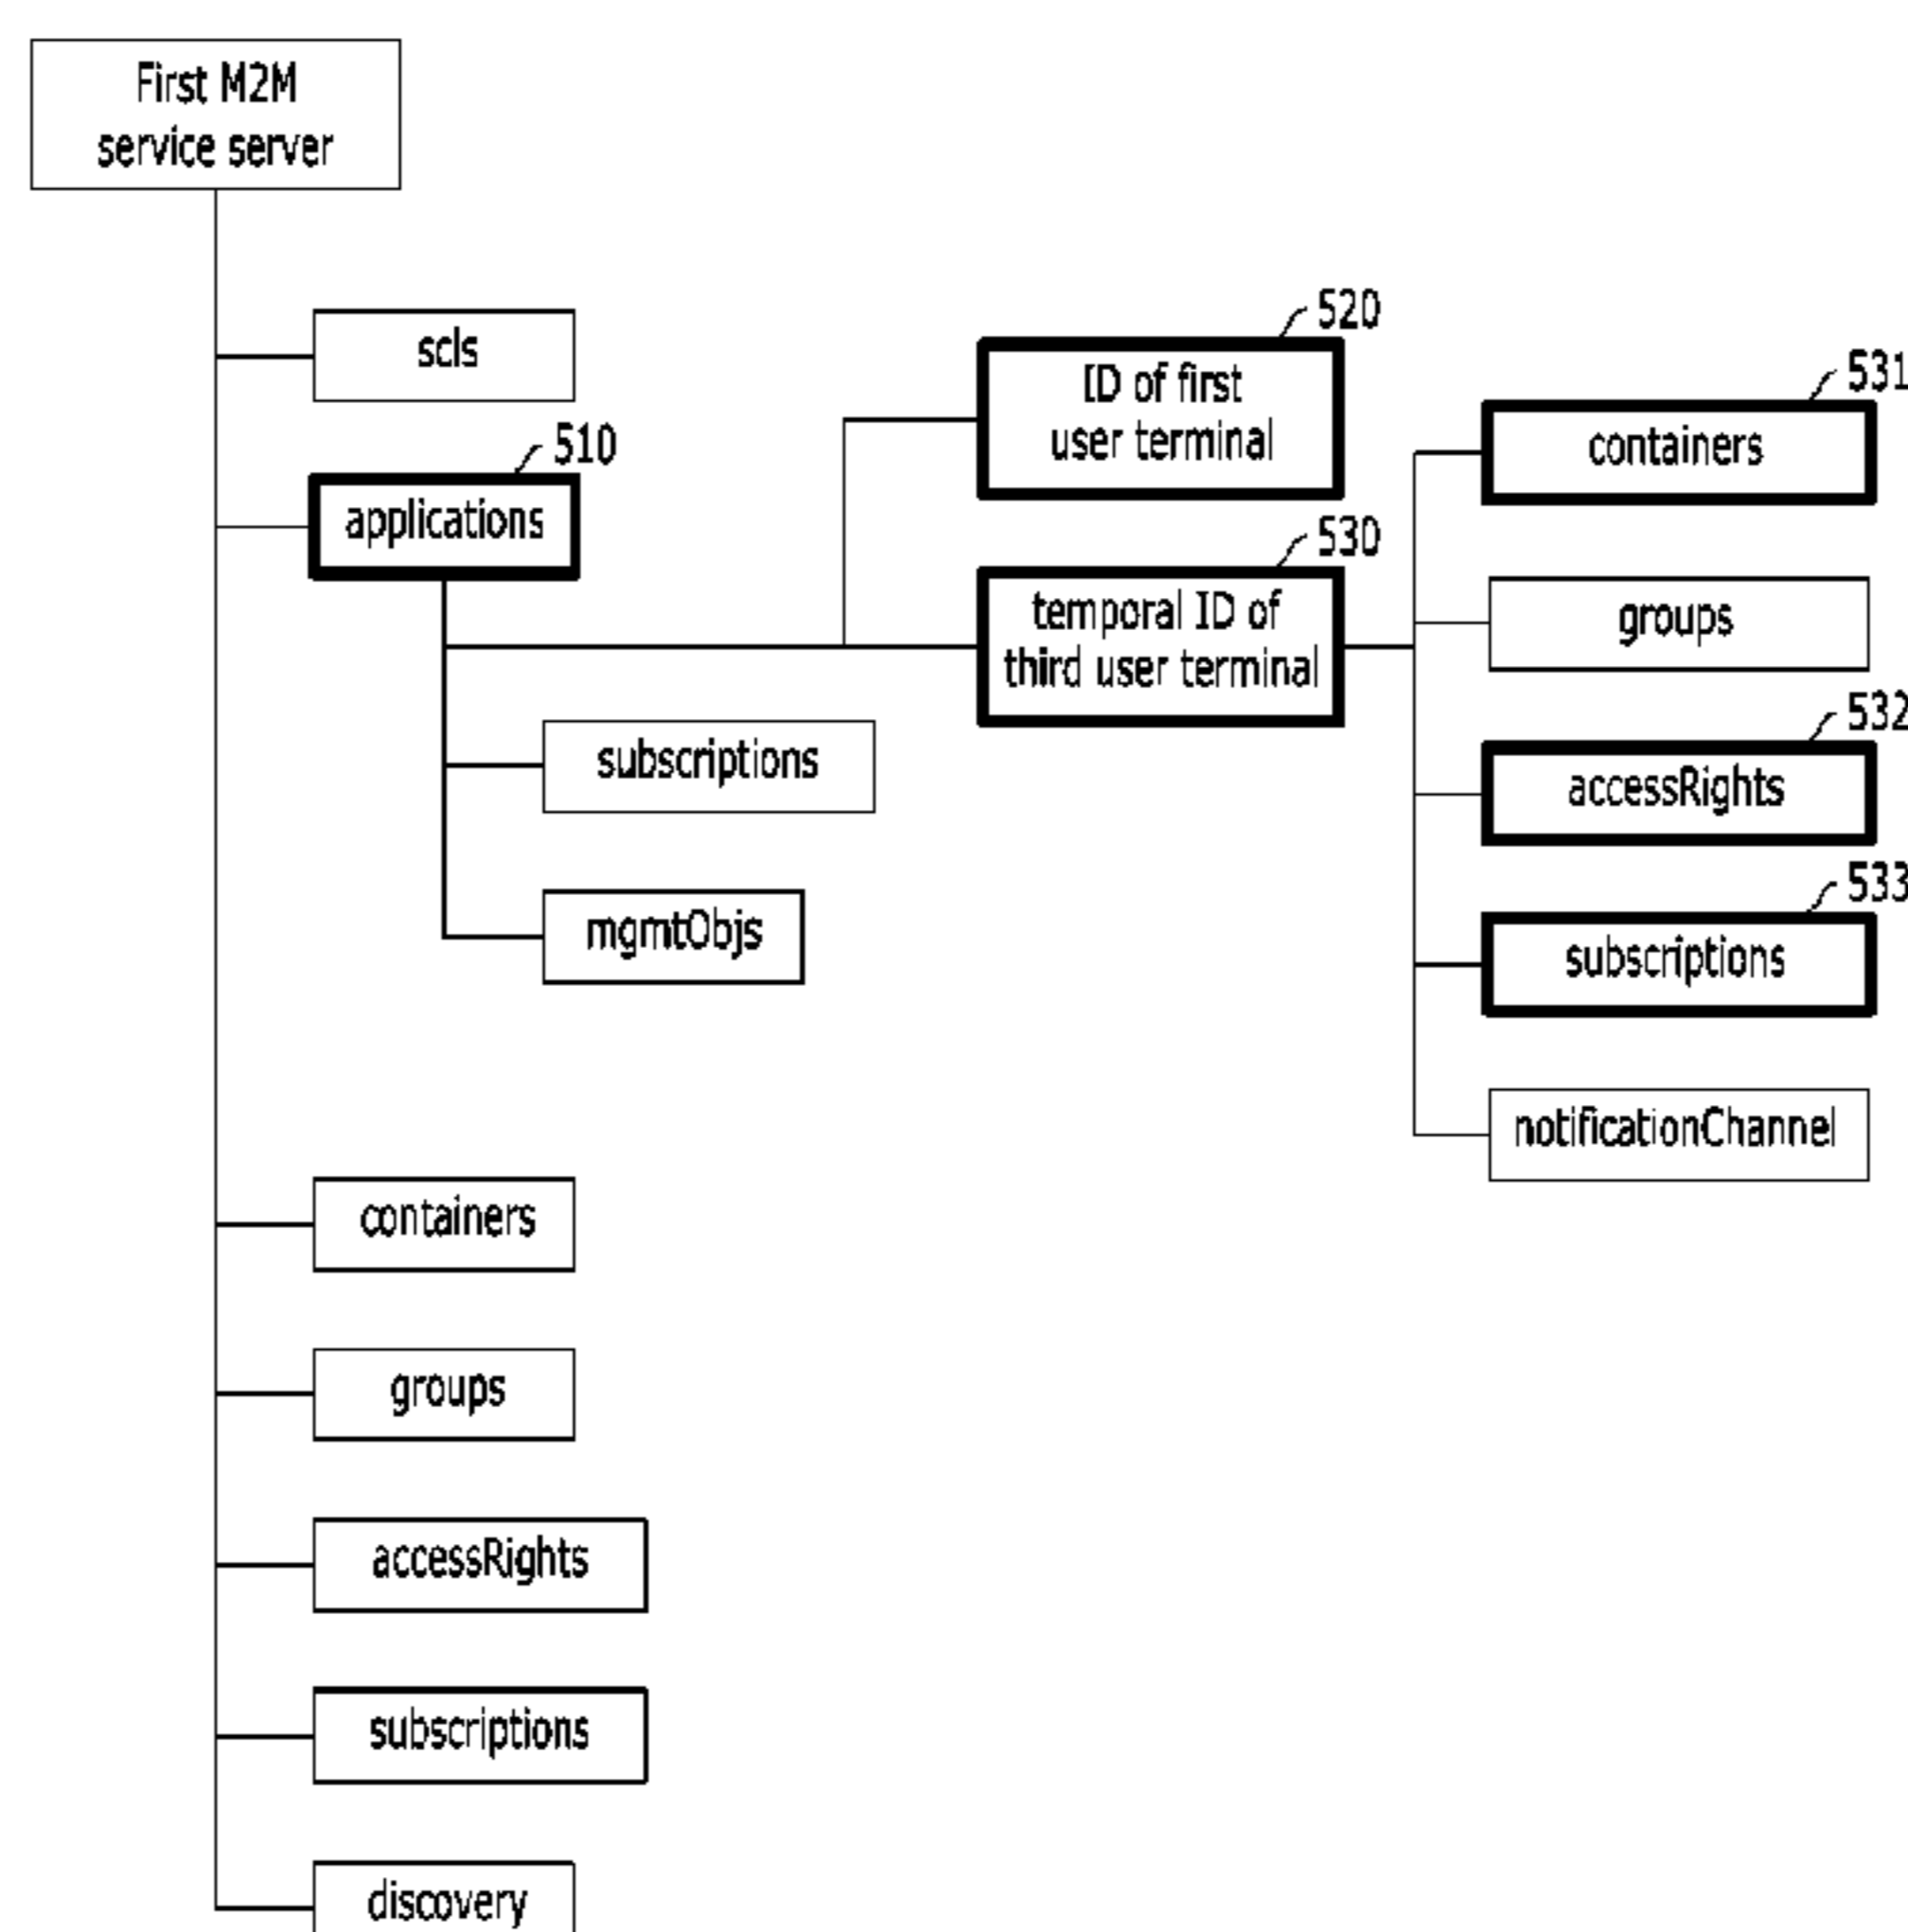 First M2M
service server
scls
510
applications
520
ID of first
user terminal
530
temporal ID of
third user terminal
531
containers
groups
532
accessRights
533
subscriptions
notificationChannel
subscriptions
mgmtObjs
containers
groups
accessRights
subscriptions
discovery